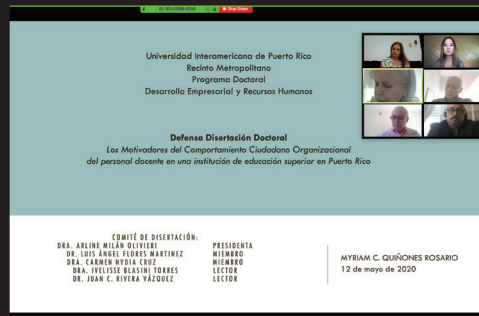 Stop Share
Universidad Interamericana de Puerto Rico
Recinto Metropolitano
Programa Doctoral
Desarrollo Empresarial y Recursos Humanos
Defensa Disertación Doctoral
Los Motivadores del Comportamiento Ciudadano Organizacional
del personal docente en una institución de educación superior en Puerto Rico
COMITÉ DE DISERTACIÓN:
DRA. ARLINE MILÁN OLIVIERI PRESIDENTA
DR. LUIS ÁNGEL FLORES MARTINEZ MIEMBRO
DRA. CARMEN NYDIA CRUZ MIEMBRO
DRA. IVELISSE BLASINI TORRES LECTOR
DR. JUAN C. RIVERA VÁZQUEZ LECTOR
MYRIAM C. QUIÑONES ROSARIO
12 de mayo de 2020